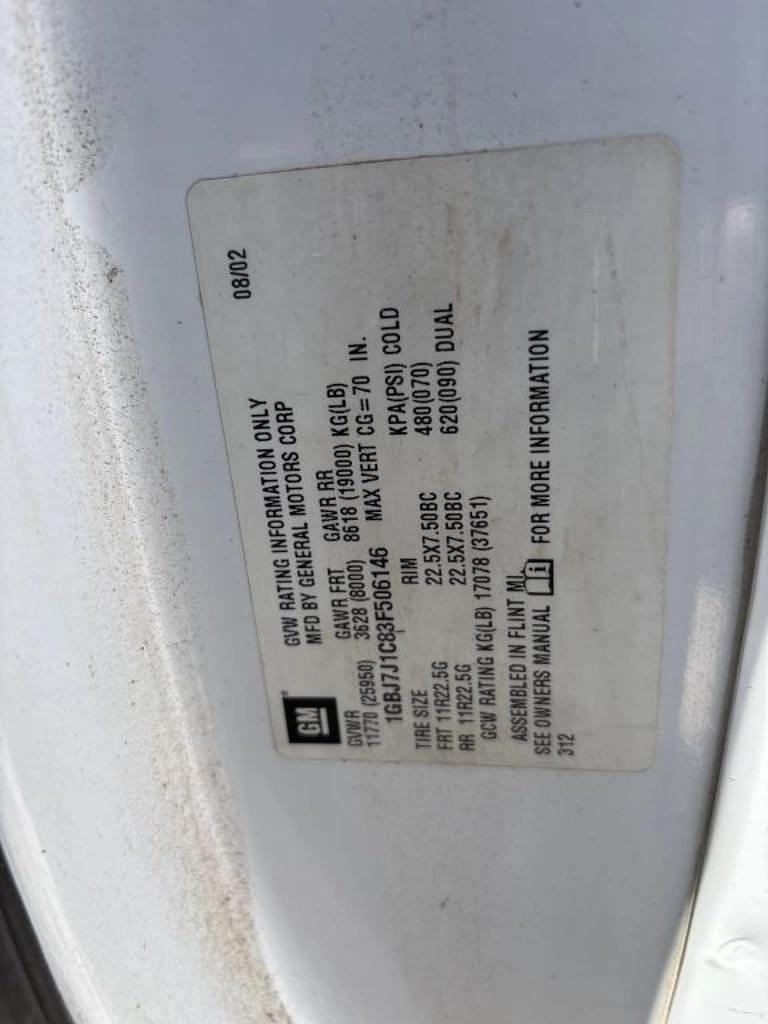 08/02
GVW RATING INFORMATION ONLY
MFD BY GENERAL MOTORS CORP
GM
GVWR GAWR FRT GAWR RR
11770 (25950) 3628 (8000) 8618 (19000) KG(LB)
1GBJ7J1C83F506146 MAX VERT CG=70 IN.
TIRE SIZE RIM KPA(PSI) COLD
FRT 11R22.5G 22.5X7.50BC 480(070)
RR 11R22.5G 22.5X7.50BC 620(090) DUAL
GCW RATING KG(LB) 17078 (37651)
ASSEMBLED IN FLINT MI.
SEE OWNERS MANUAL FOR MORE INFORMATION
312